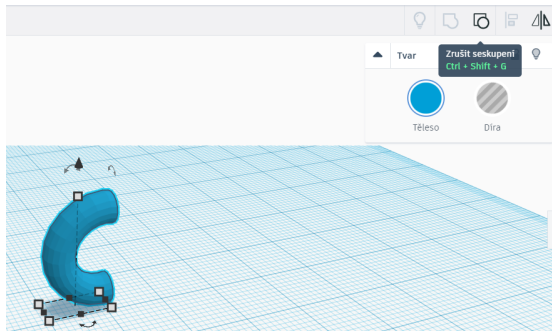 Zrušit seskupení
Ctrl + Shift + G
Tvar
Těleso
Díra